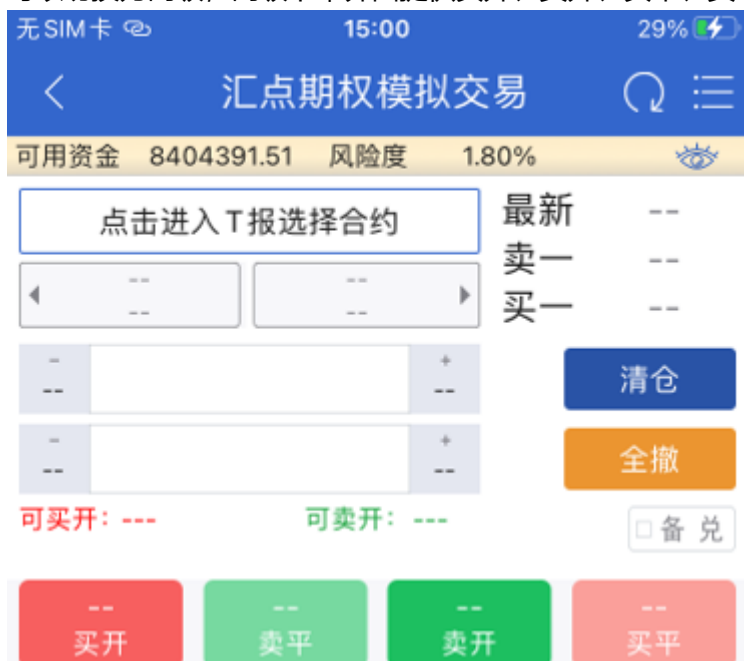 无SIM卡 15:00 29%
汇点期权模拟交易
可用资金 8404391.51 风险度 1.80%
点击进入T报选择合约
最新 --
卖一 --
买一 --
-- --
-- --
- +
-- --
清仓
- +
-- --
全撤
可买开: --- 可卖开: ---
备 兑
-- -- -- --
买开 卖平 卖开 买平